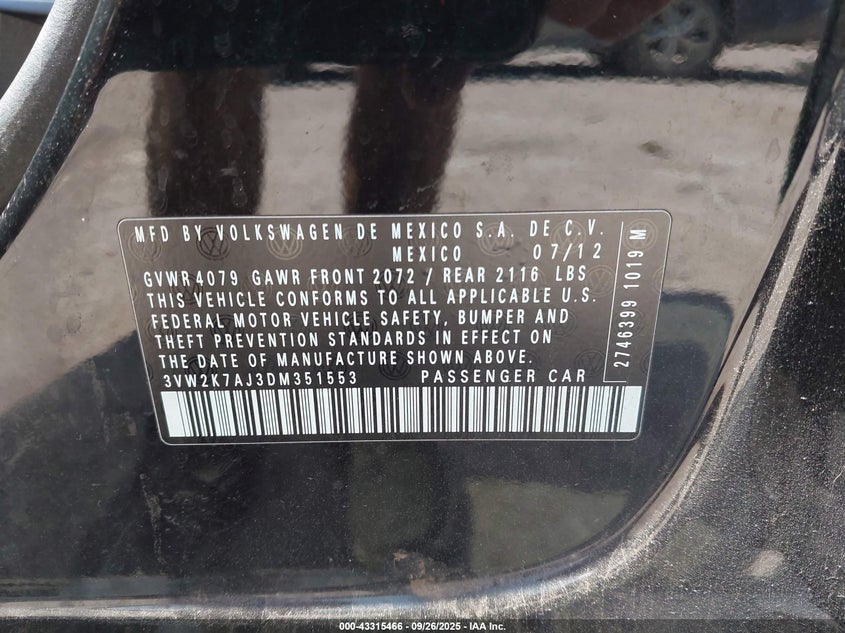 MFD BY VOLKSWAGEN DE MEXICO S.A. DE C.V.
MEXICO 07/12
GVWR 4079 GAWR FRONT 2072 / REAR 2116 LBS
THIS VEHICLE CONFORMS TO ALL APPLICABLE U.S.
FEDERAL MOTOR VEHICLE SAFETY, BUMPER AND
THEFT PREVENTION STANDARDS IN EFFECT ON
THE DATE OF MANUFACTURE SHOWN ABOVE.
3VW2K7AJ3DM351553 PASSENGER CAR
2746399 1019 M
000-43315466 - 09/26/2025 - IAA Inc.